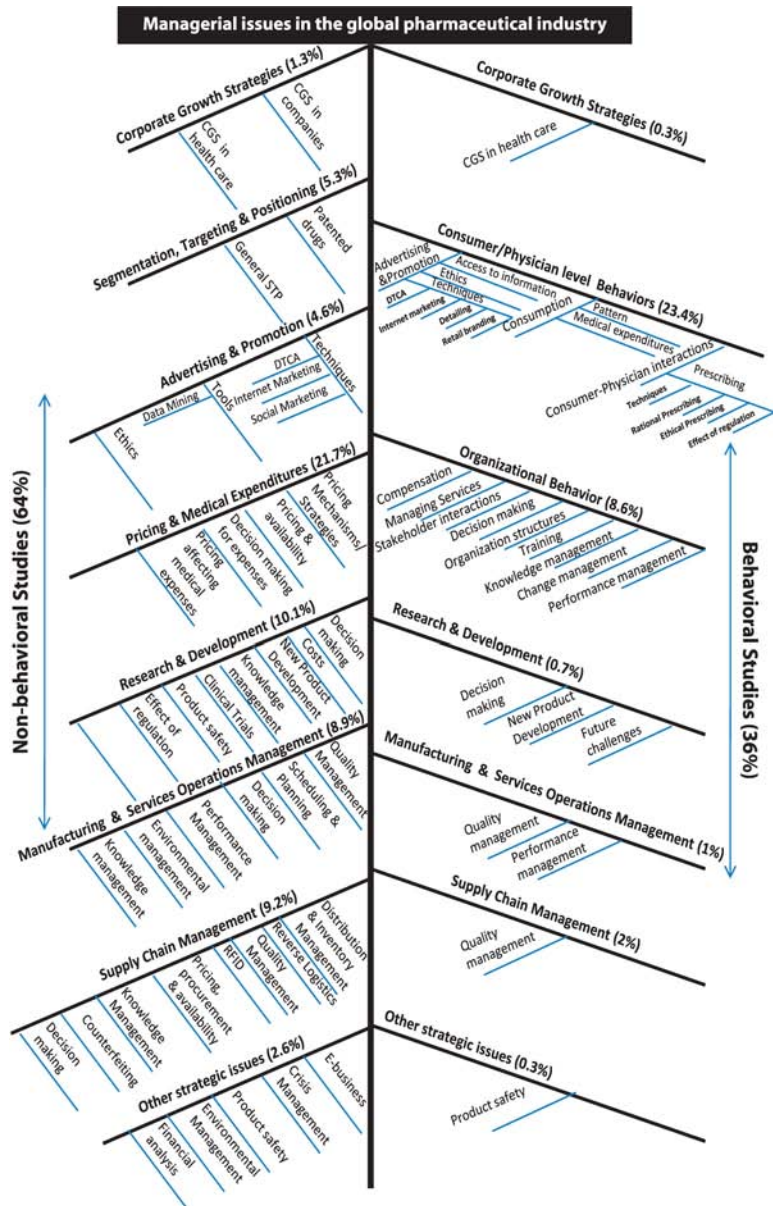 Managerial issues in the global pharmaceutical industry
Corporate Growth Strategies (1.3%)
CGS in
health care
CGS in
companies
Segmentation, Targeting & Positioning (5.3%)
General STP
Patented
drugs
Advertising & Promotion (4.6%)
Ethics
Data Mining
Tools
DTCA
Internet Marketing
Social Marketing
Techniques
Pricing & Medical Expenditures (21.7%)
Pricing
affecting
medical
expenses
Decision making
for expenses
Pricing &
availability
Pricing
Mechanisms/
Strategies
Research & Development (10.1%)
Effect of
regulation
Product safety
Clinical Trials
Knowledge
management
New Product
Development
Costs
Decision
making
Manufacturing & Services Operations Management (8.9%)
Knowledge
management
Environmental
management
Performance
Management
Decision
making
Scheduling &
Planning
Quality
Management
Supply Chain Management (9.2%)
Decision
making
Counterfeiting
Knowledge
Management
Pricing,
procurement
& availability
RFID
Quality
Management
Reverse Logistics
Distribution
& Inventory
Management
Other strategic issues (2.6%)
Financial
analysis
Environmental
Management
Product safety
Crisis
Management
E-business
Non-behavioral Studies (64%)
Corporate Growth Strategies (0.3%)
CGS in health care
Consumer/Physician level Behaviors (23.4%)
Advertising
&Promotion
Access to information
Ethics
Techniques
DTCA
Internet marketing
Detailing
Retail branding
Consumption
Pattern
Medical expenditures
Consumer-Physician interactions
Prescribing
Techniques
Rational Prescribing
Ethical Prescribing
Effect of regulation
Organizational Behavior (8.6%)
Compensation
Managing Services
Stakeholder interactions
Decision making
Organization structures
Training
Knowledge management
Change management
Performance management
Research & Development (0.7%)
Decision
making
New Product
Development
Future
challenges
Manufacturing & Services Operations Management (1%)
Quality
management
Performance
management
Supply Chain Management (2%)
Quality
management
Other strategic issues (0.3%)
Product safety
Behavioral Studies (36%)